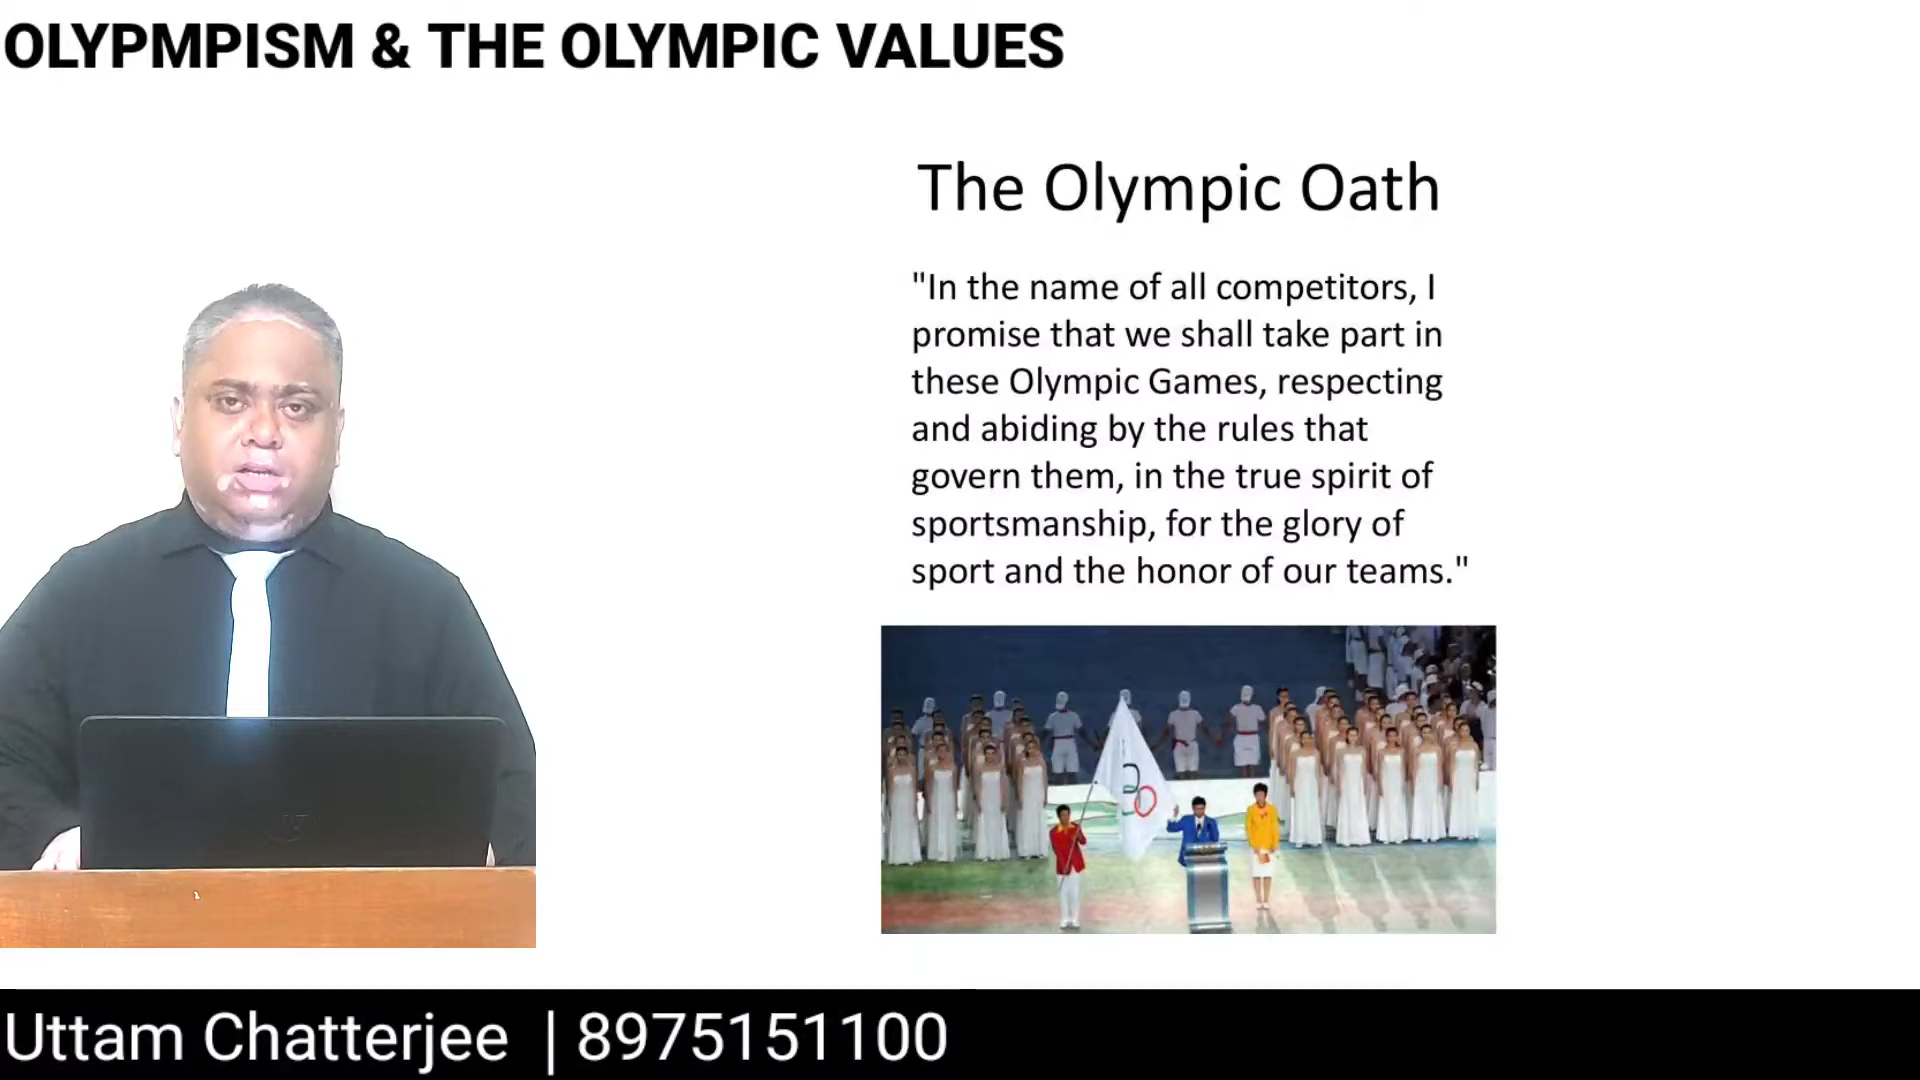 OLYPMPISM & THE OLYMPIC VALUES
The Olympic Oath
"In the name of all competitors, I
promise that we shall take part in
these Olympic Games, respecting
and abiding by the rules that
govern them, in the true spirit of
sportsmanship, for the glory of
sport and the honor of our teams."
Uttam Chatterjee | 8975151100